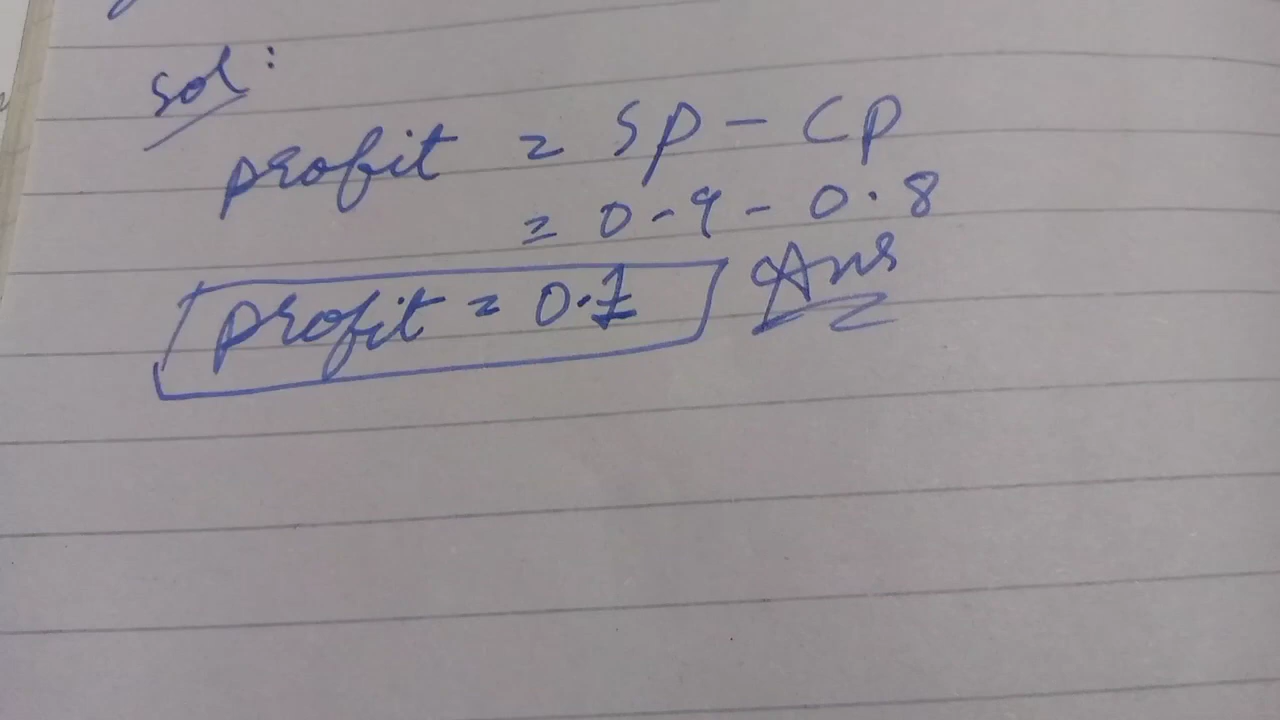 Sol:
profit = SP - CP
= 0.9 - 0.8
profit = 0.1 Ans